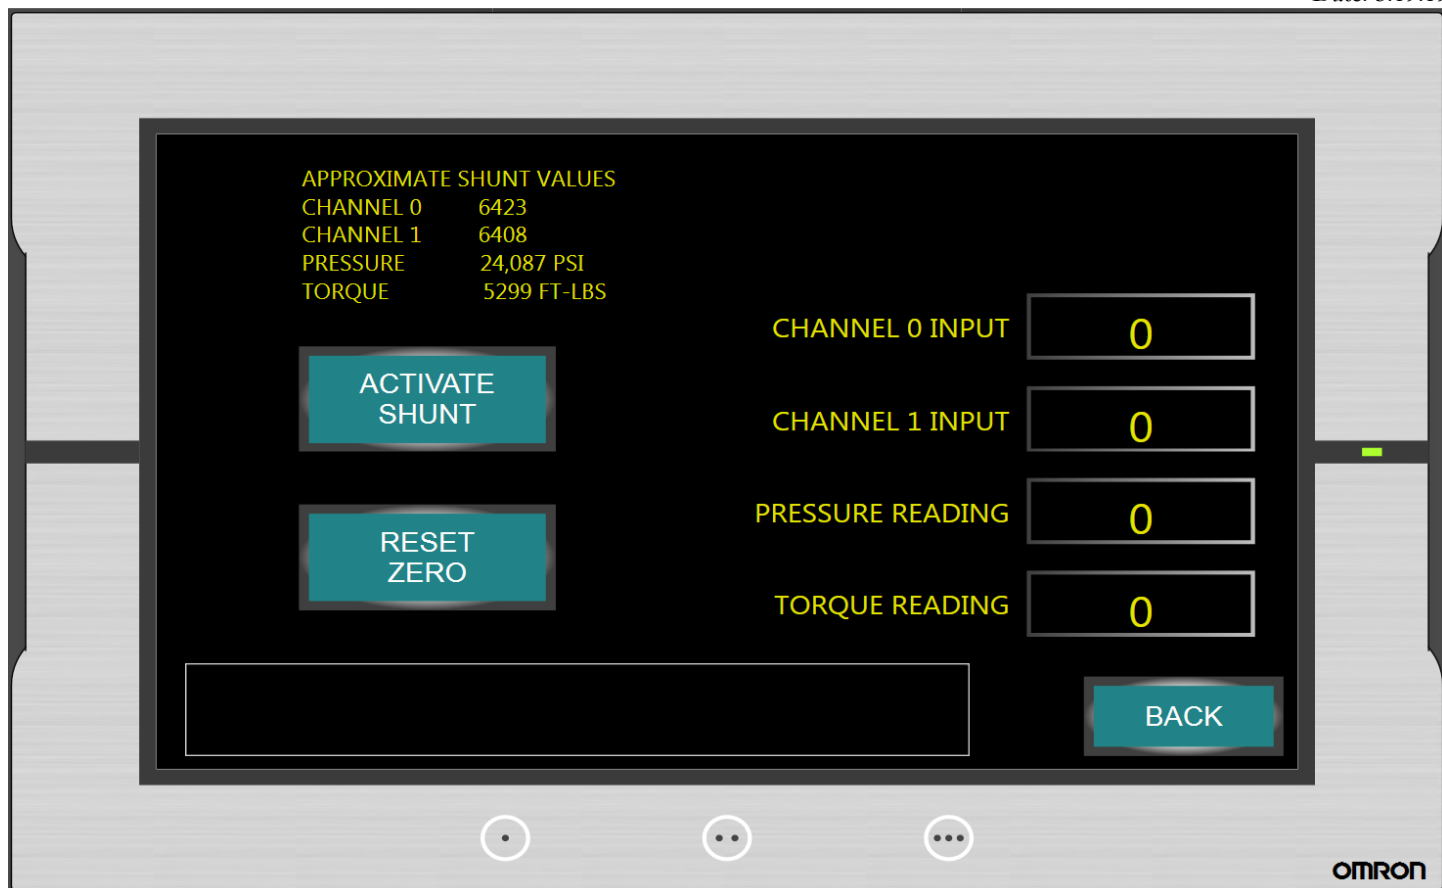 APPROXIMATE SHUNT VALUES
CHANNEL 0 6423
CHANNEL 1 6408
PRESSURE 24,087 PSI
TORQUE 5299 FT-LBS
CHANNEL 0 INPUT 0
ACTIVATE
SHUNT
CHANNEL 1 INPUT 0
PRESSURE READING 0
RESET
ZERO
TORQUE READING 0
BACK
OMRON